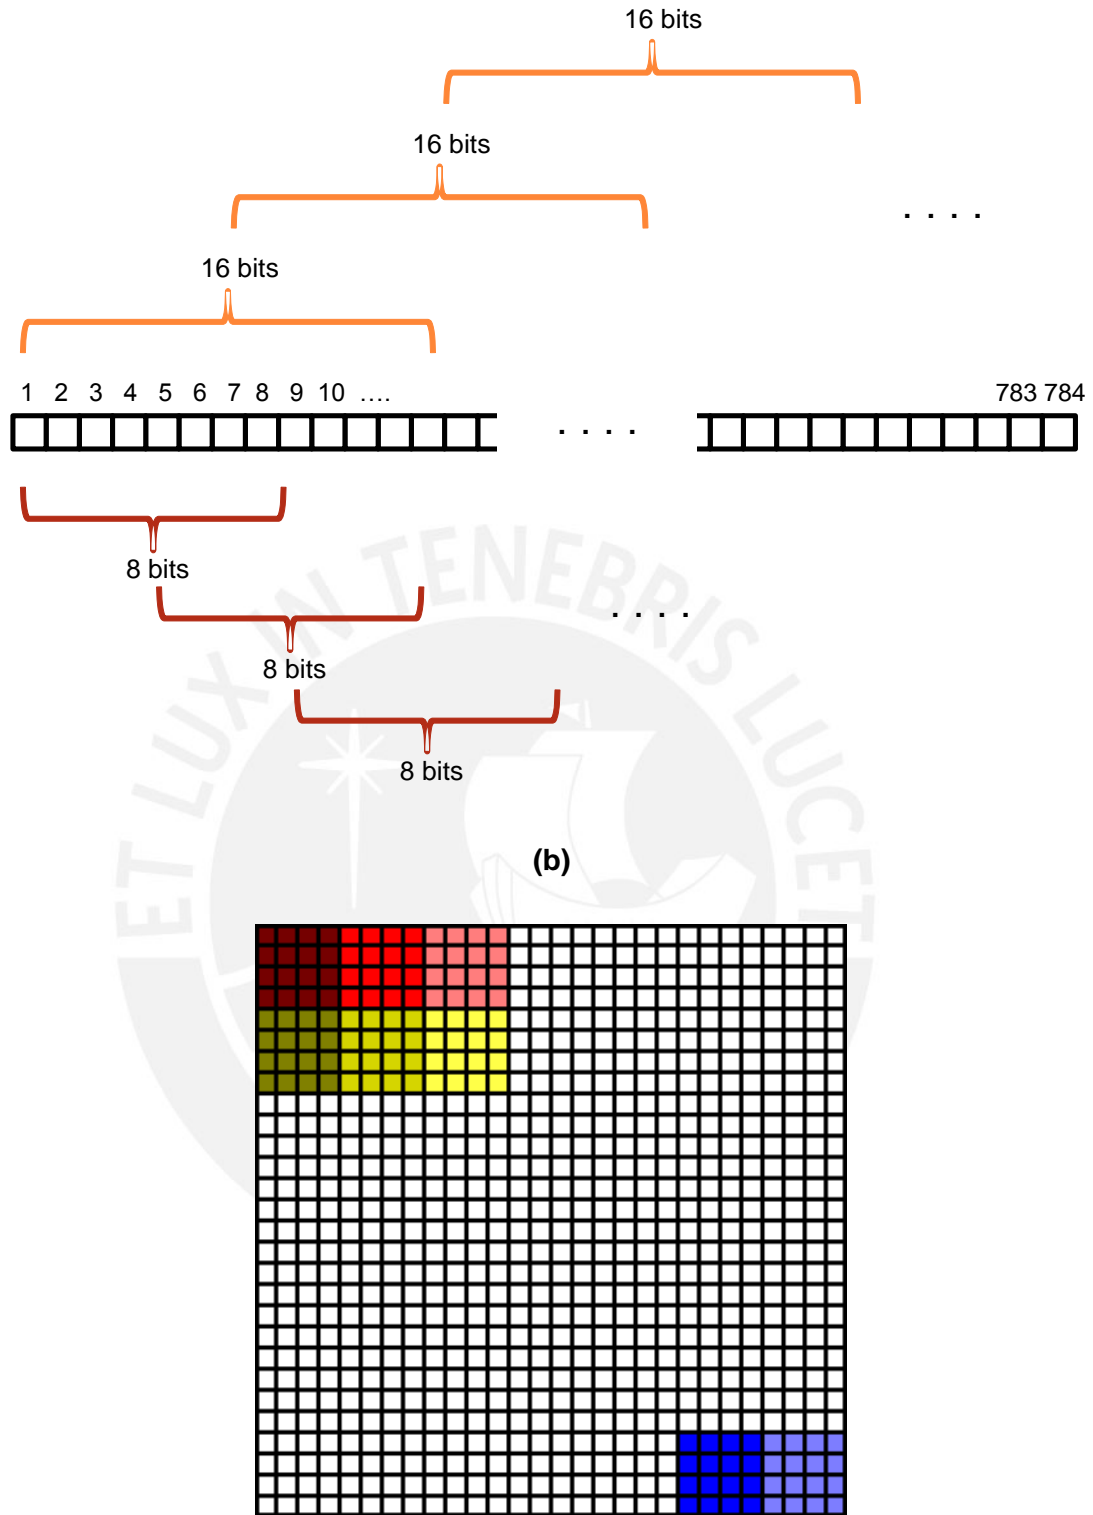 16 bits
16 bits
. . . .
16 bits
1 2 3 4 5 6 7 8 9 10 .... 783 784
. . . .
8 bits
. . . .
8 bits
8 bits
ET LUX IN TENEBRIS LUCET
(b)